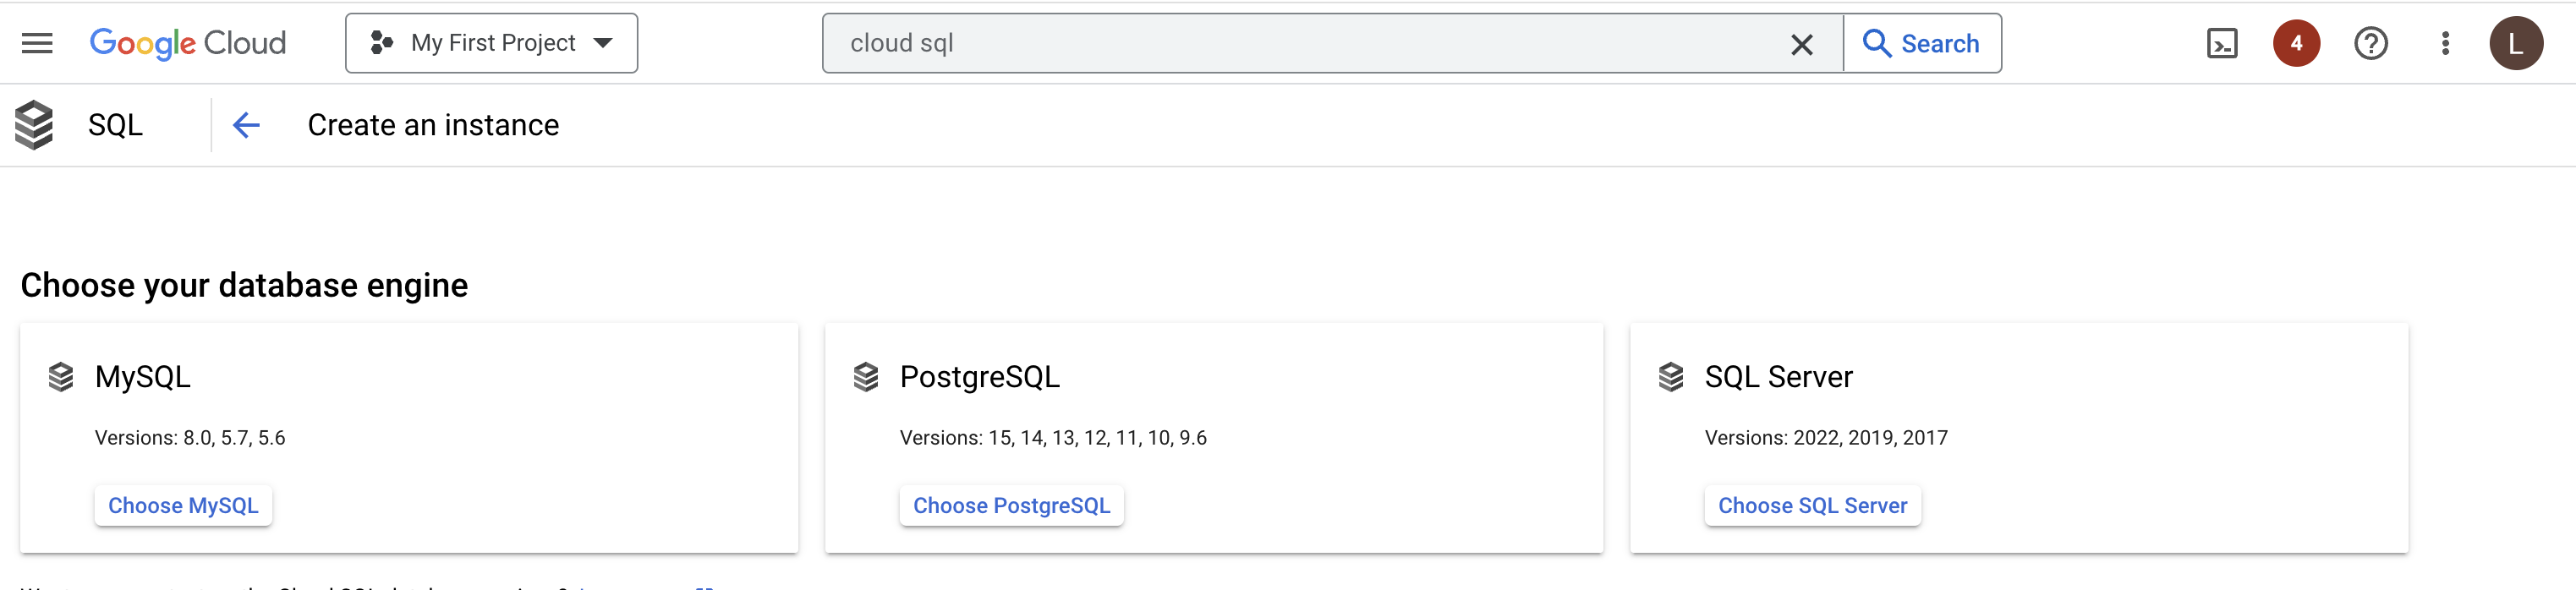 Google Cloud
My First Project
cloud sql
Search
4
L
SQL
Create an instance
Choose your database engine
MySQL
Versions: 8.0, 5.7, 5.6
Choose MySQL
PostgreSQL
Versions: 15, 14, 13, 12, 11, 10, 9.6
Choose PostgreSQL
SQL Server
Versions: 2022, 2019, 2017
Choose SQL Server